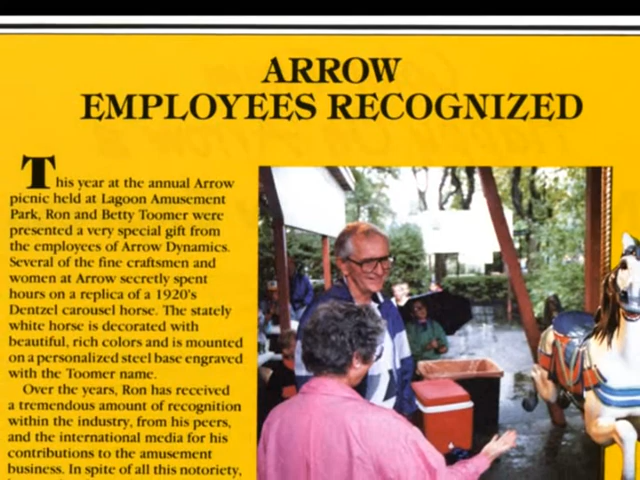 ARROW
EMPLOYEES RECOGNIZED
This year at the annual Arrow
picnic held at Lagoon Amusement
Park, Ron and Betty Toomer were
presented a very special gift from
the employees of Arrow Dynamics.
Several of the fine craftsmen and
women at Arrow secretly spent
hours on a replica of a 1920's
Dentzel carousel horse. The stately
white horse is decorated with
beautiful, rich colors and is mounted
on a personalized steel base engraved
with the Toomer name.
Over the years, Ron has received
a tremendous amount of recognition
within the industry, from his peers,
and the international media for his
contributions to the amusement
business. In spite of all this notoriety,